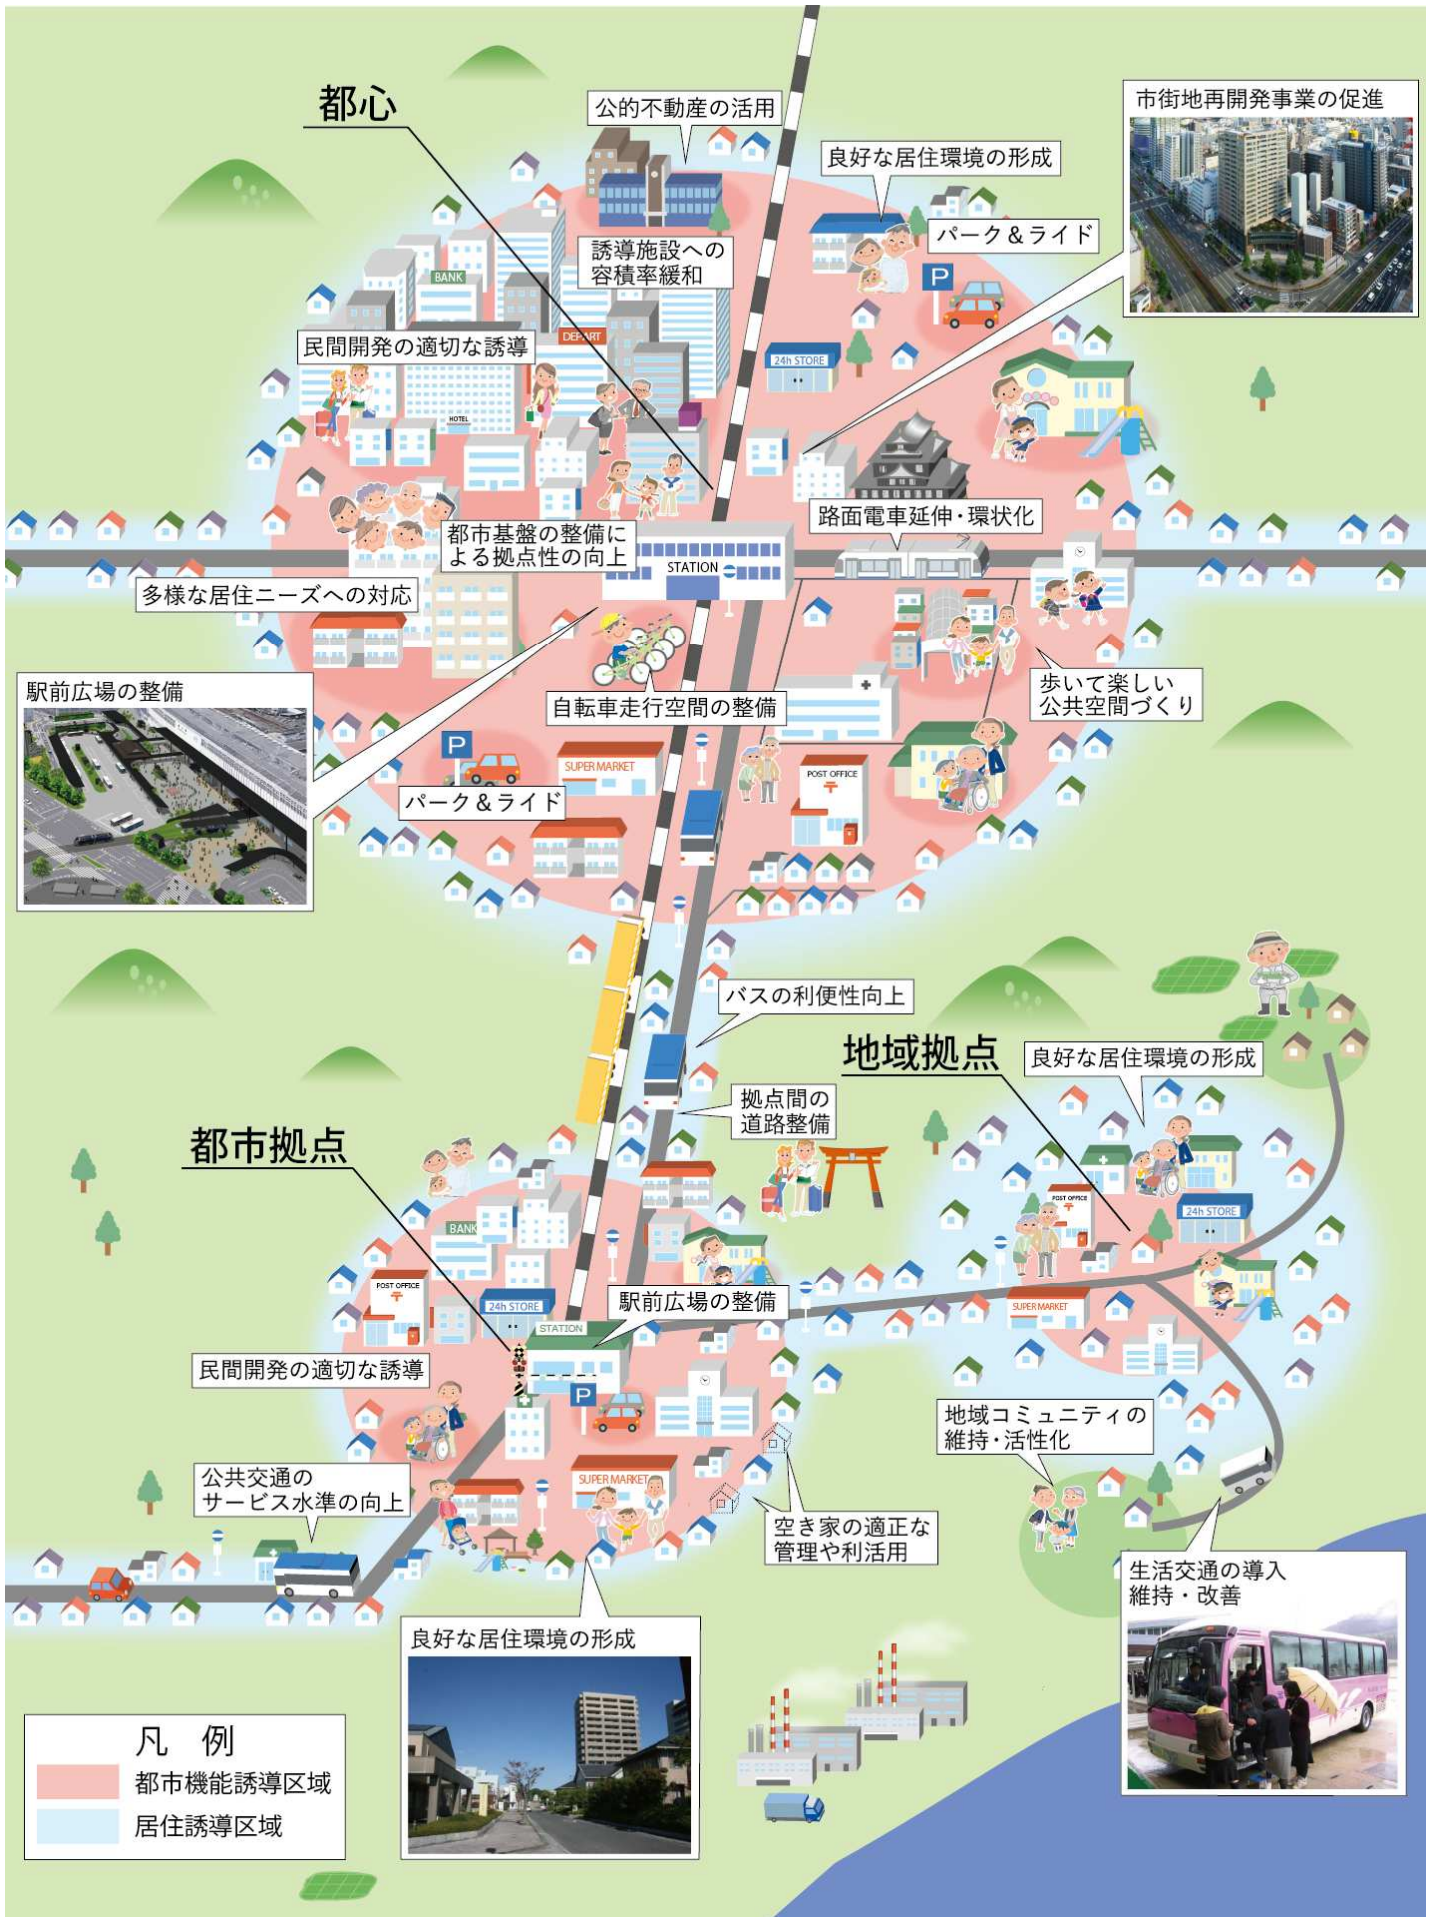 都心
公的不動産の活用
良好な居住環境の形成
市街地再開発事業の促進
パーク＆ライド
誘導施設への
容積率緩和
P
BANK
民間開発の適切な誘導
DEPART
24h STORE
HOTEL
路面電車延伸・環状化
都市基盤の整備に
よる拠点性の向上
STATION
多様な居住ニーズへの対応
駅前広場の整備
歩いて楽しい
公共空間づくり
自転車走行空間の整備
P
SUPER MARKET
POST OFFICE
〒
パーク＆ライド
バスの利便性向上
地域拠点
良好な居住環境の形成
拠点間の
道路整備
都市拠点
POST OFFICE
〒
24h STORE
BANK
POST OFFICE
〒
24h STORE
駅前広場の整備
SUPER MARKET
STATION
民間開発の適切な誘導
P
地域コミュニティの
維持・活性化
公共交通の
サービス水準の向上
SUPER MARKET
空き家の適正な
管理や利活用
生活交通の導入
維持・改善
良好な居住環境の形成
凡 例
都市機能誘導区域
居住誘導区域